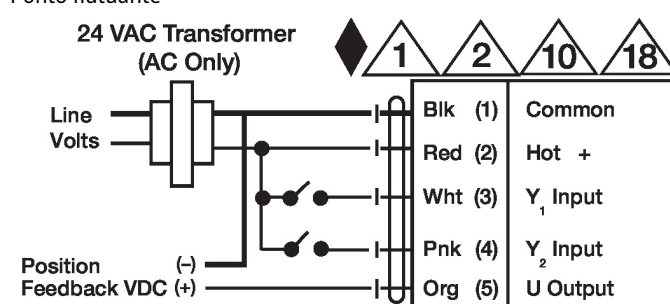 Ponto flutuante
24 VAC Transformer
(AC Only)
1 2 10 18
Line
Volts
Blk (1) Common
Red (2) Hot +
Wht (3) Y1 Input
Pnk (4) Y2 Input
Position (-)
Feedback VDC (+)
Org (5) U Output